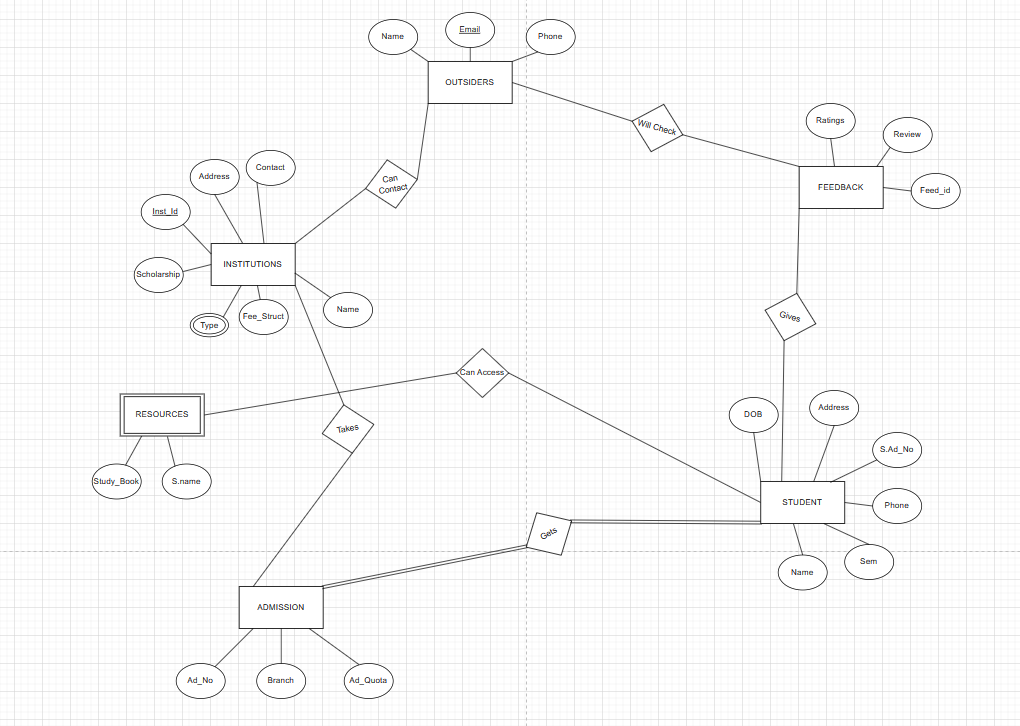 Name
Email
Phone
OUTSIDERS
Will Check
Ratings
Review
FEEDBACK
Feed_id
Contact
Address
Can
Contact
Inst_Id
INSTITUTIONS
Scholarship
Type
Fee_Struct
Name
Gives
Can Access
RESOURCES
Takes
DOB
Address
S.Ad_No
Study_Book
S.name
STUDENT
Phone
Gets
Name
Sem
ADMISSION
Ad_No
Branch
Ad_Quota